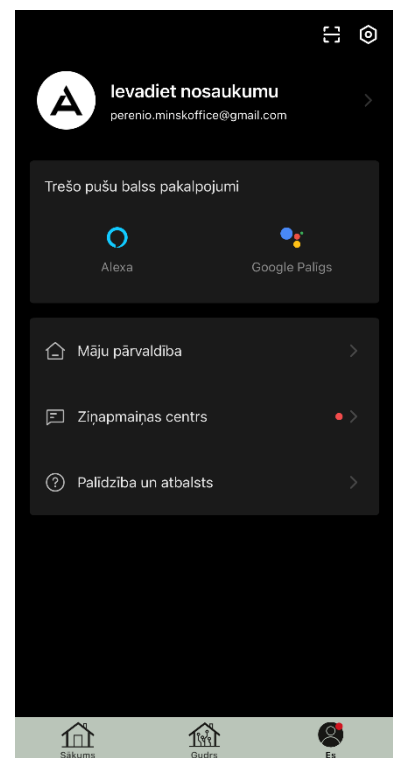 Ievadiet nosaukumu
perenio.minskoffice@gmail.com
Trešo pušu balss pakalpojumi
Alexa
Google Palīgs
Māju pārvaldība
Ziņapmaiņas centrs
Palīdzība un atbalsts
Sākums
Gudrs
Es